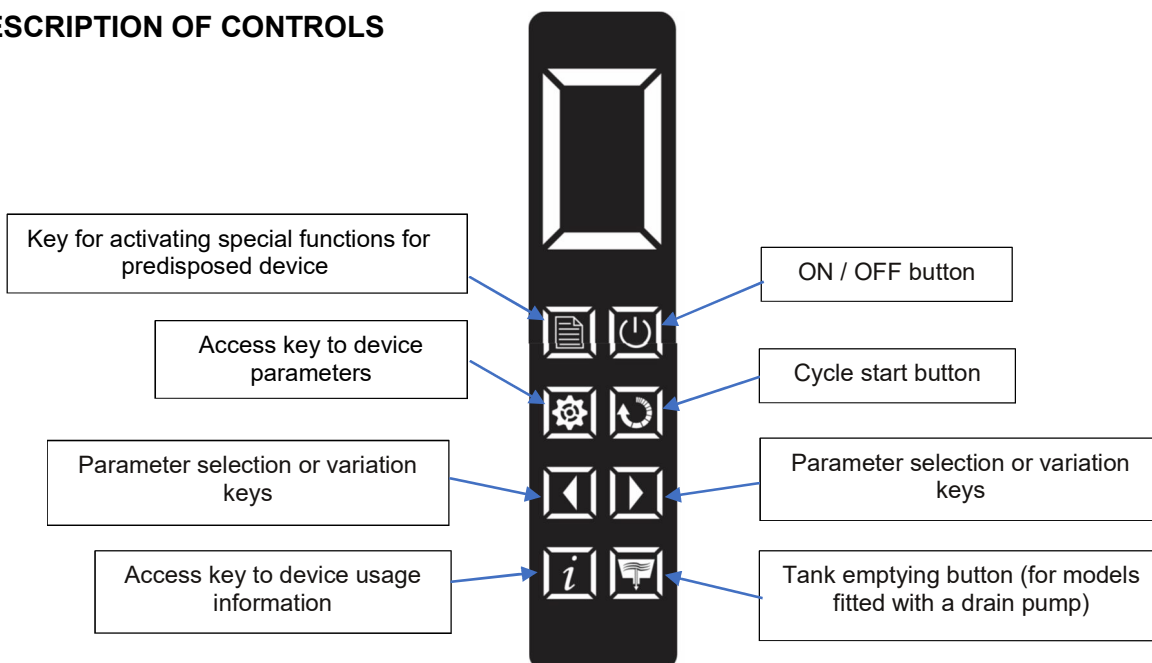 ESCRIPTION OF CONTROLS
Key for activating special functions for
predisposed device
ON / OFF button
Access key to device
parameters
Cycle start button
Parameter selection or variation
keys
Parameter selection or variation
keys
Access key to device usage
information
i
Tank emptying button (for models
fitted with a drain pump)